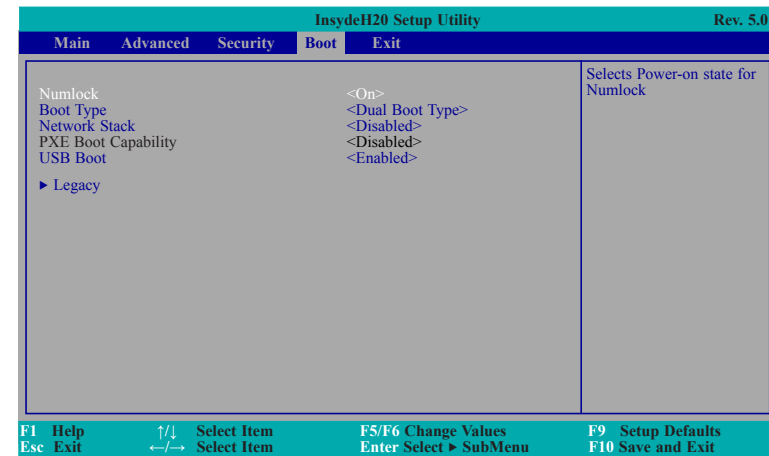 InsydeH20 Setup Utility Rev. 5.0
Main Advanced Security Boot Exit
Numlock <On>
Boot Type <Dual Boot Type>
Network Stack <Disabled>
PXE Boot Capability <Disabled>
USB Boot <Enabled>
► Legacy
Selects Power-on state for
Numlock
F1 Help ↑/↓ Select Item F5/F6 Change Values F9 Setup Defaults
Esc Exit ←/→ Select Item Enter Select ► SubMenu F10 Save and Exit